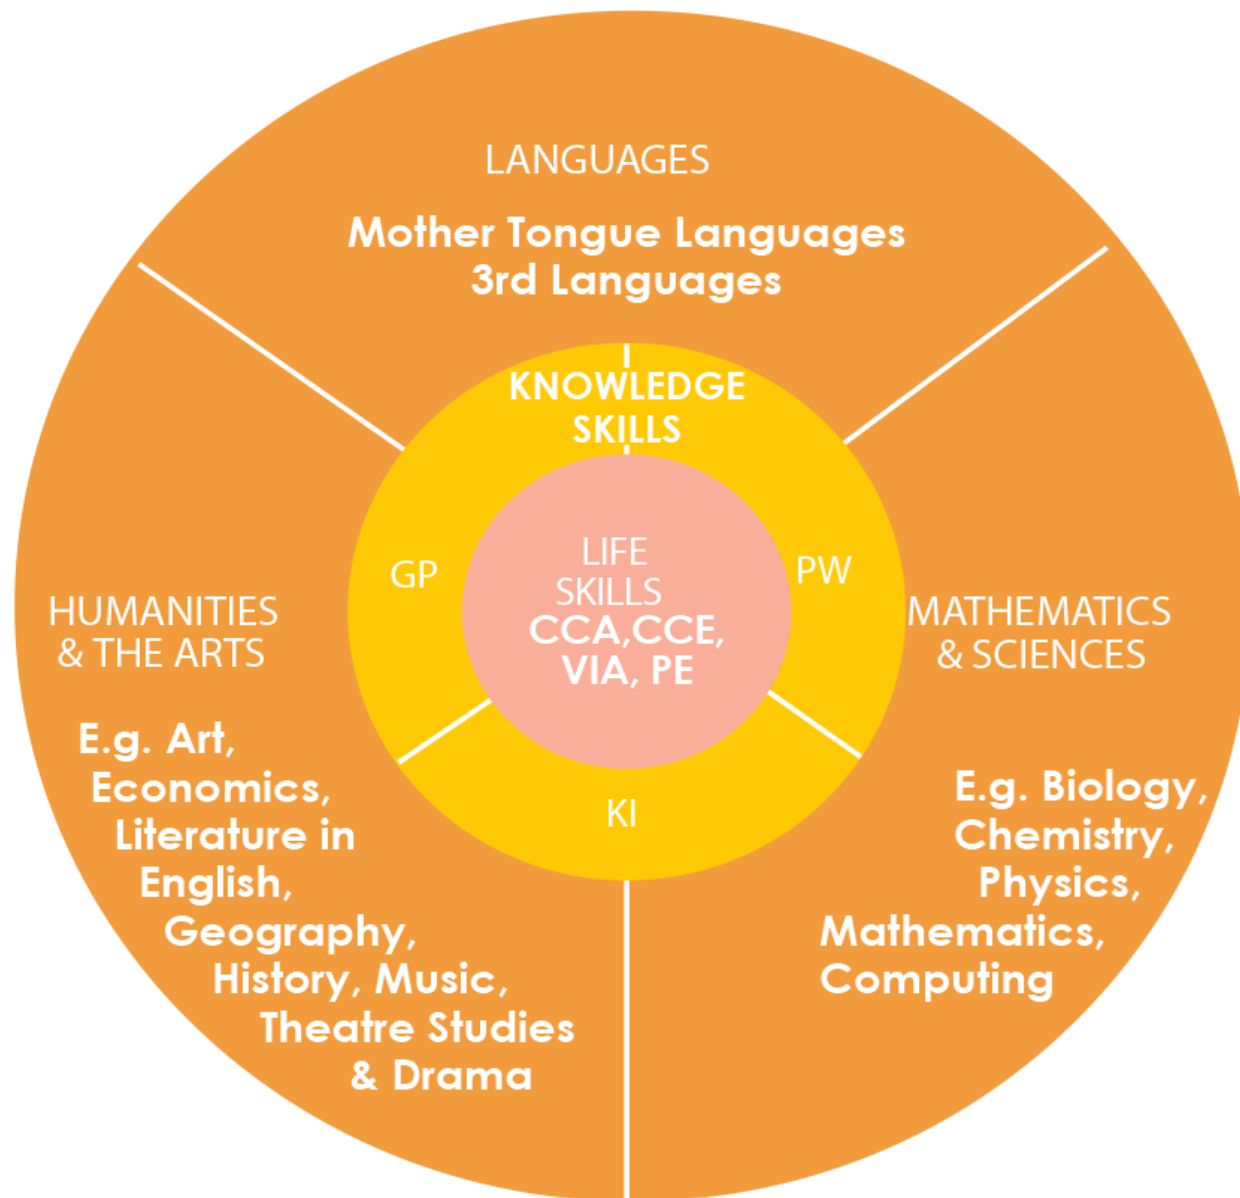 LANGUAGES
Mother Tongue Languages
3rd Languages
KNOWLEDGE
SKILLS
LIFE
SKILLS
CCA,CCE,
VIA, PE
GP
PW
KI
HUMANITIES
& THE ARTS
E.g. Art,
Economics,
Literature in
English,
Geography,
History, Music,
Theatre Studies
& Drama
MATHEMATICS
& SCIENCES
E.g. Biology,
Chemistry,
Physics,
Mathematics,
Computing